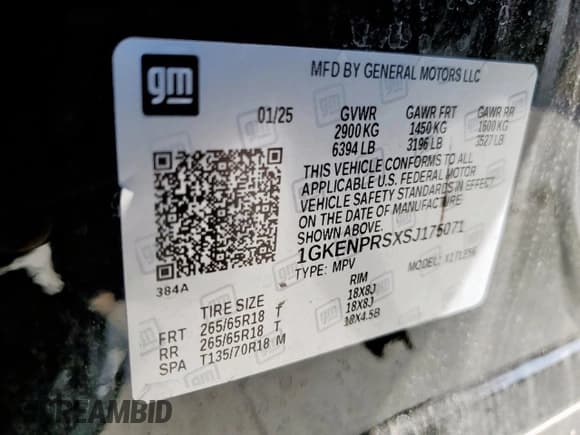 gm
MFD BY GENERAL MOTORS LLC
01/25 GVWR GAWR FRT GAWR RR
2900 KG 1450 KG 1600 KG
6394 LB 3196 LB 3527 LB
THIS VEHICLE CONFORMS TO ALL
APPLICABLE U.S. FEDERAL MOTOR
VEHICLE SAFETY STANDARDS IN EFFECT
ON THE DATE OF MANUFACTURE
SHOWN ABOVE.
1GKENPRSXSJ175071
TYPE: MPV MODEL:
384A
TIRE SIZE RIM
FRT 265/65R18 T 18X8J
RR 265/65R18 T 18X8J
SPA T135/70R18 M 18X4.5B
STREAMBID